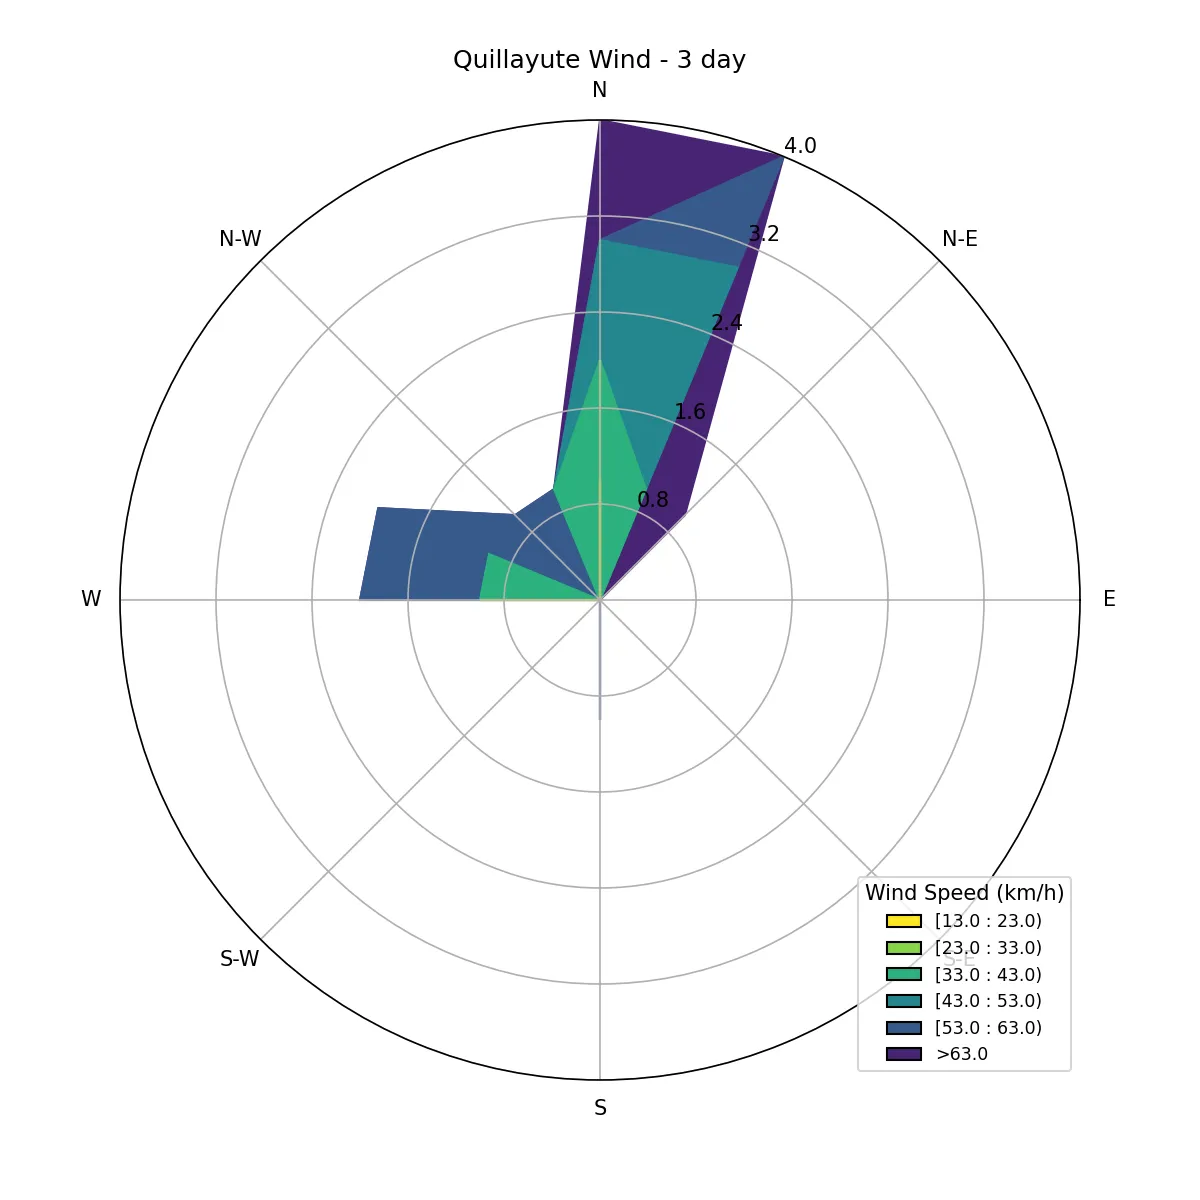 Quillayute Wind - 3 day
N
4.0
N-W
3.2
N-E
2.4
1.6
0.8
W
E
Wind Speed (km/h)
[13.0 : 23.0)
[23.0 : 33.0)
S-W
S-E
[33.0 : 43.0)
[43.0 : 53.0)
[53.0 : 63.0)
>63.0
S